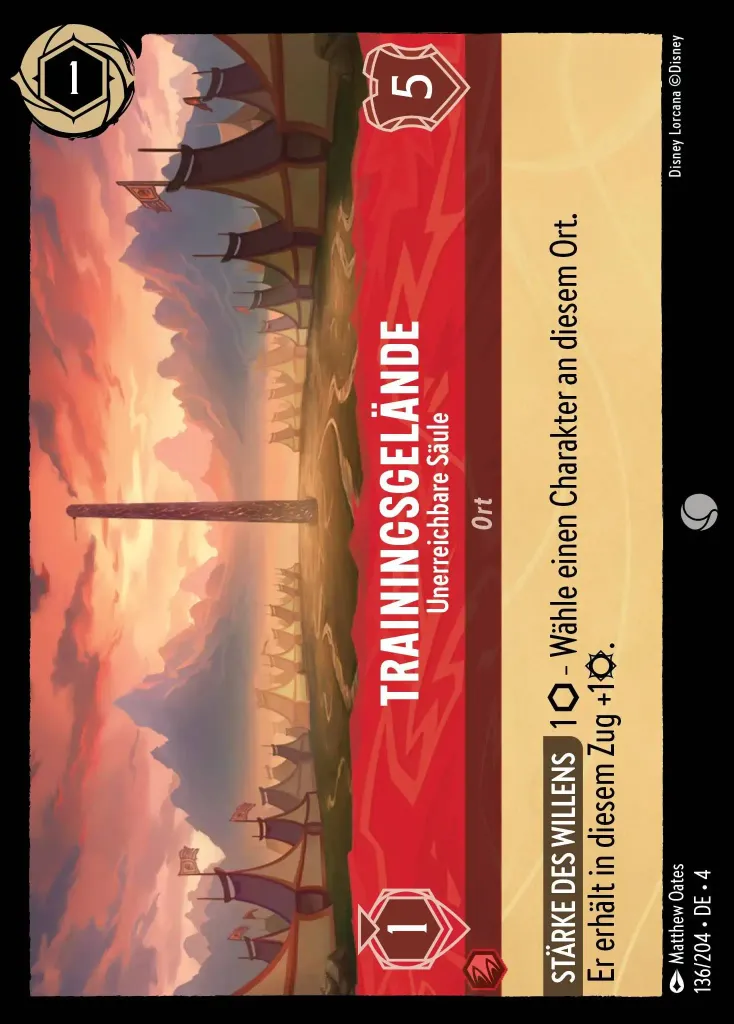 1
5
TRAININGSGELÄNDE
Unerreichbare Säule
1
Ort
STÄRKE DES WILLENS 1⬡ – Wähle einen Charakter an diesem Ort.
Er erhält in diesem Zug +1¤.
Matthew Oates
136/204 • DE • 4
Disney Lorcana ©Disney